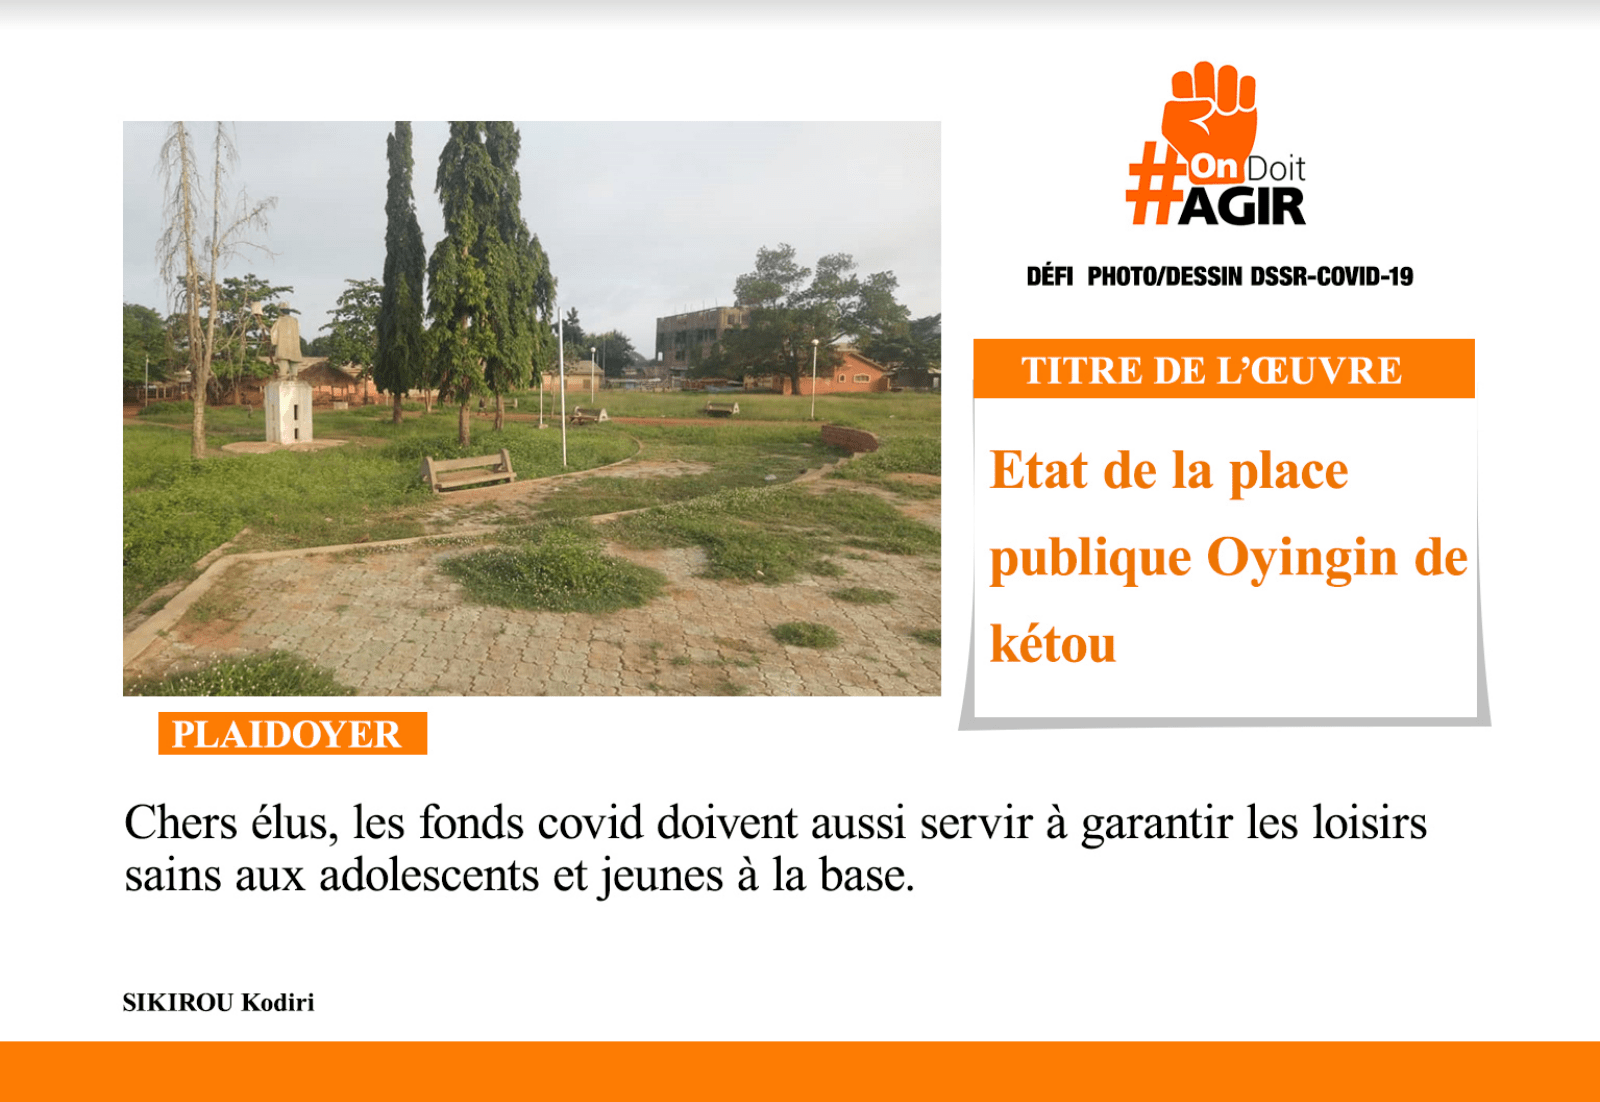 #On Doit
AGIR
DÉFI PHOTO/DESSIN DSSR-COVID-19
TITRE DE L'ŒUVRE
Etat de la place
publique Oyingin de
kétou
PLAIDOYER
Chers élus, les fonds covid doivent aussi servir à garantir les loisirs
sains aux adolescents et jeunes à la base.
SIKIROU Kodiri